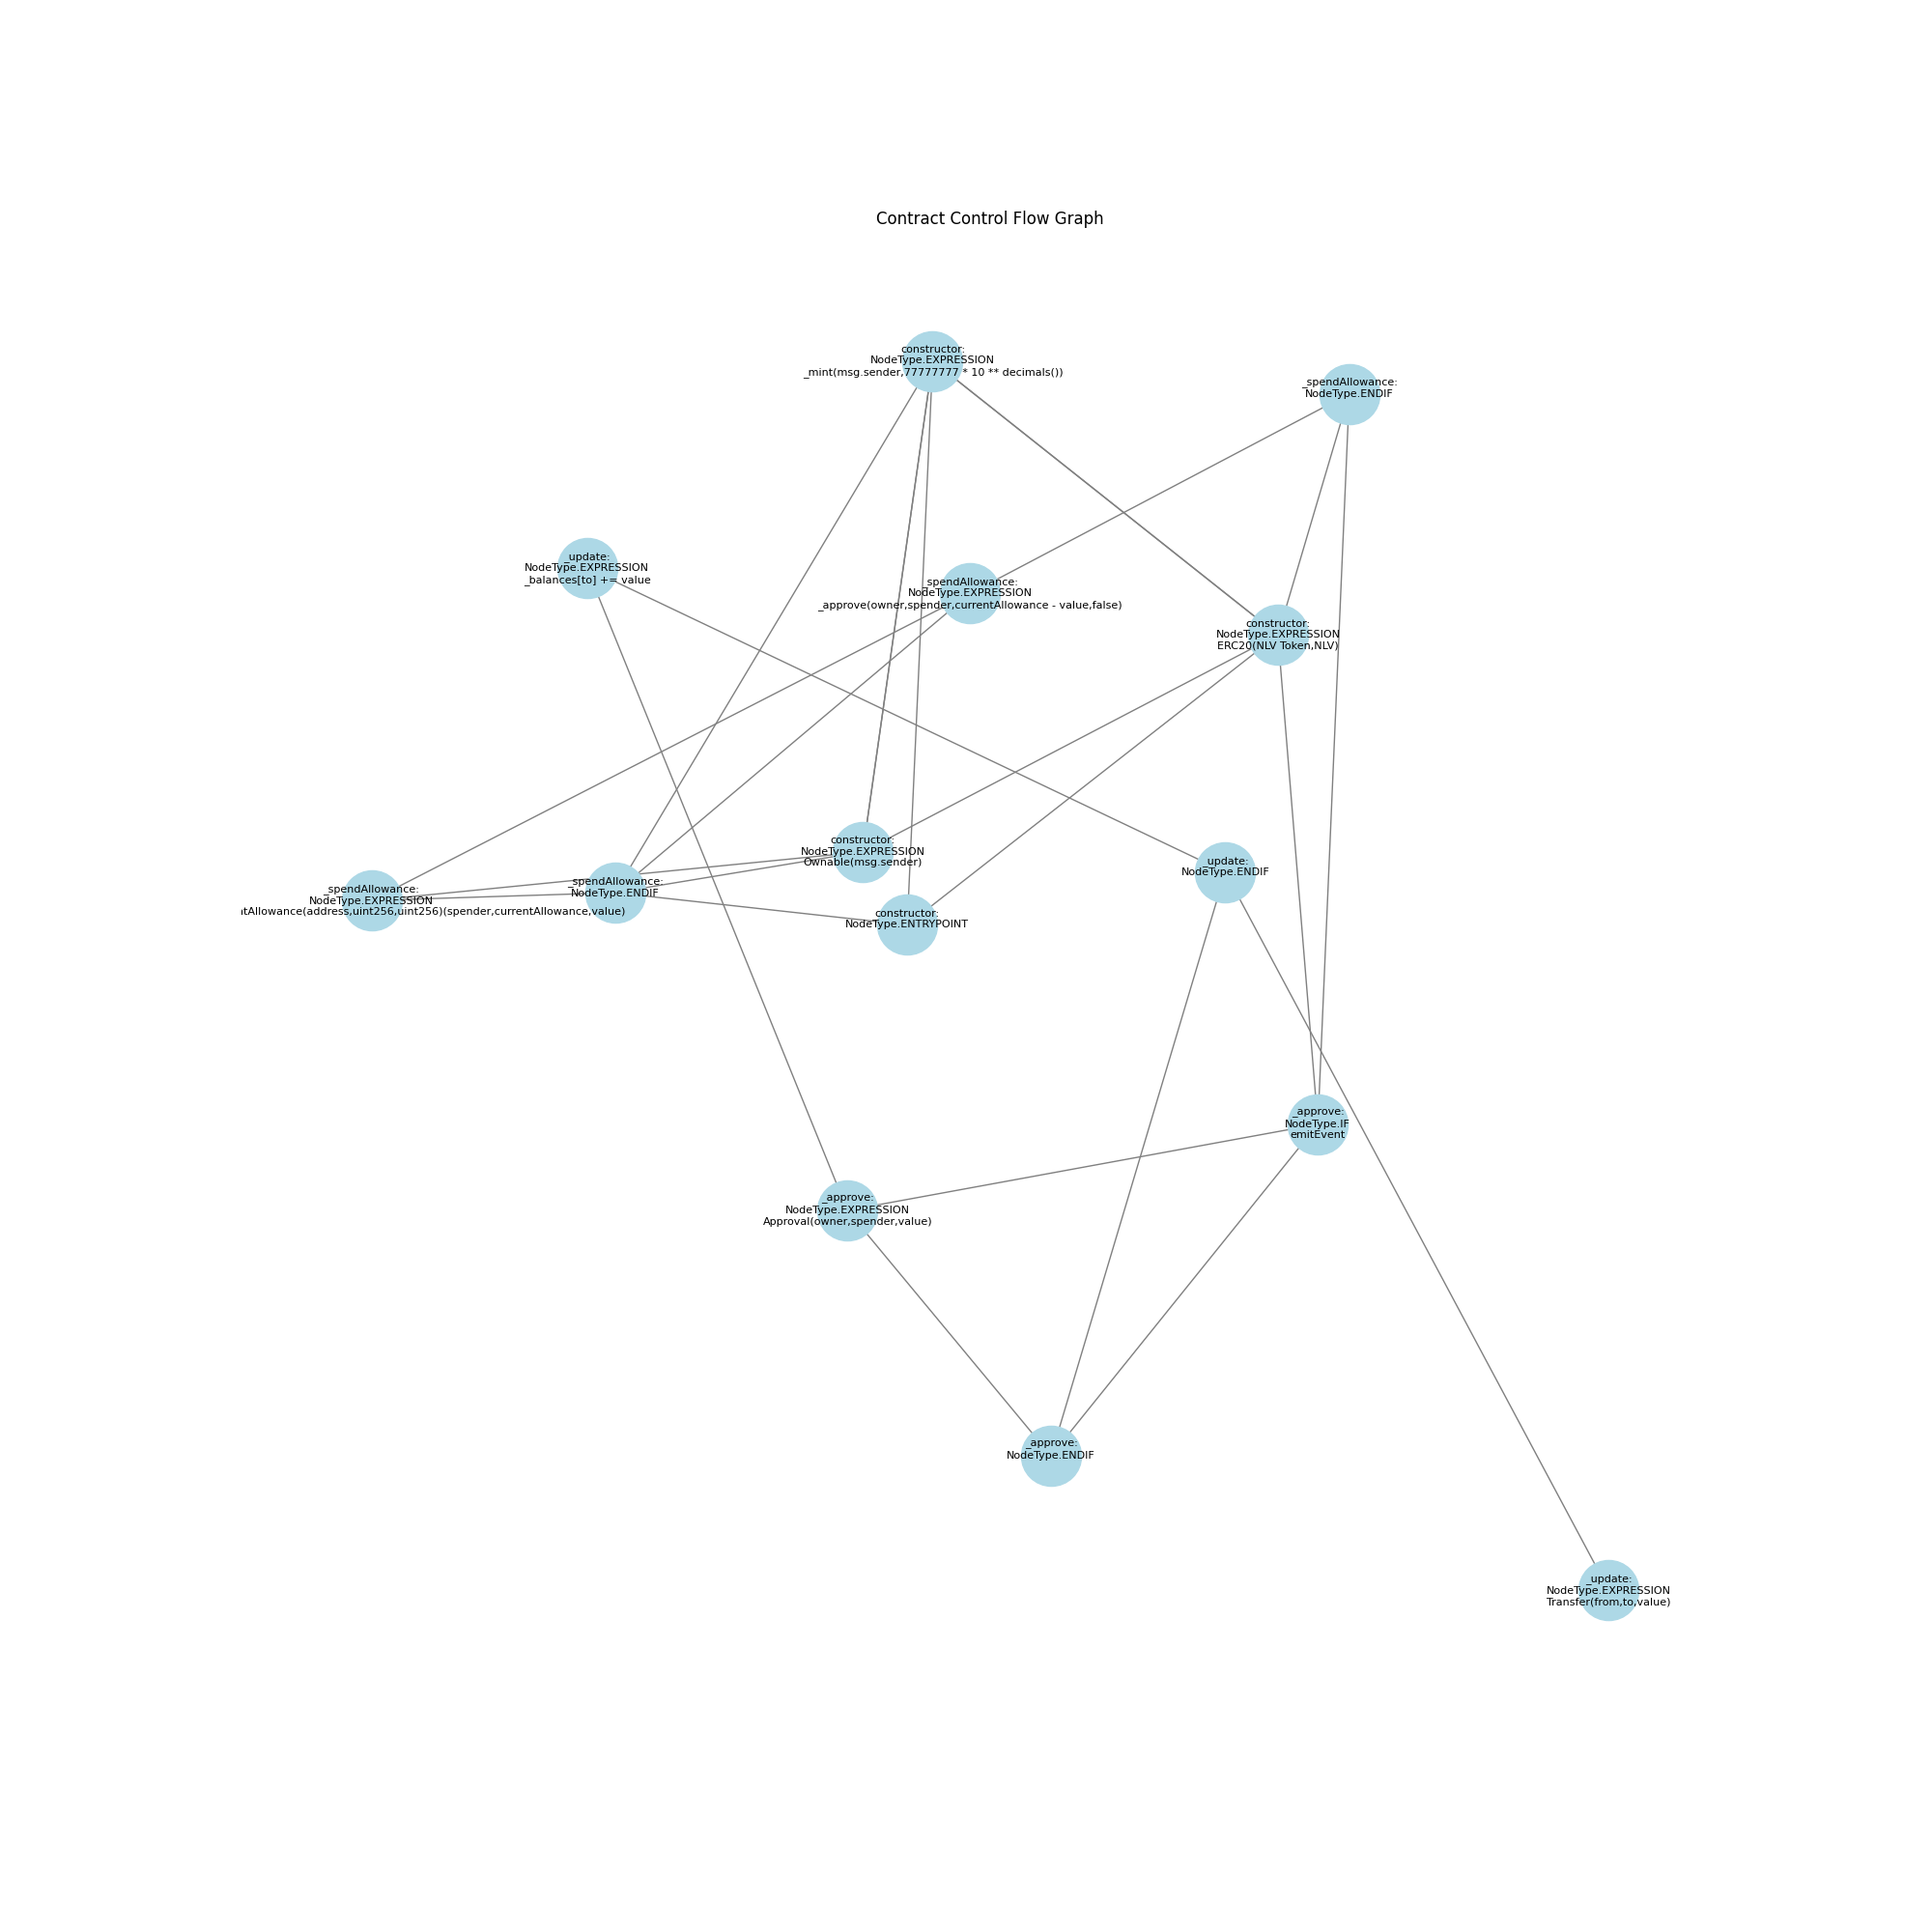 Contract Control Flow Graph
constructor:
NodeType.EXPRESSION
_mint(msg.sender,77777777 * 10 ** decimals())
_spendAllowance:
NodeType.ENDIF
_update:
NodeType.EXPRESSION
_balances[to] += value
_spendAllowance:
NodeType.EXPRESSION
_approve(owner,spender,currentAllowance - value,false)
constructor:
NodeType.EXPRESSION
ERC20(NLV Token,NLV)
constructor:
NodeType.EXPRESSION
Ownable(msg.sender)
_update:
NodeType.ENDIF
_spendAllowance:
NodeType.EXPRESSION
tAllowance(address,uint256,uint256)(spender,currentAllowance,value)
_spendAllowance:
NodeType.ENDIF
constructor:
NodeType.ENTRYPOINT
_approve:
NodeType.IF
emitEvent
_approve:
NodeType.EXPRESSION
Approval(owner,spender,value)
_approve:
NodeType.ENDIF
_update:
NodeType.EXPRESSION
Transfer(from,to,value)